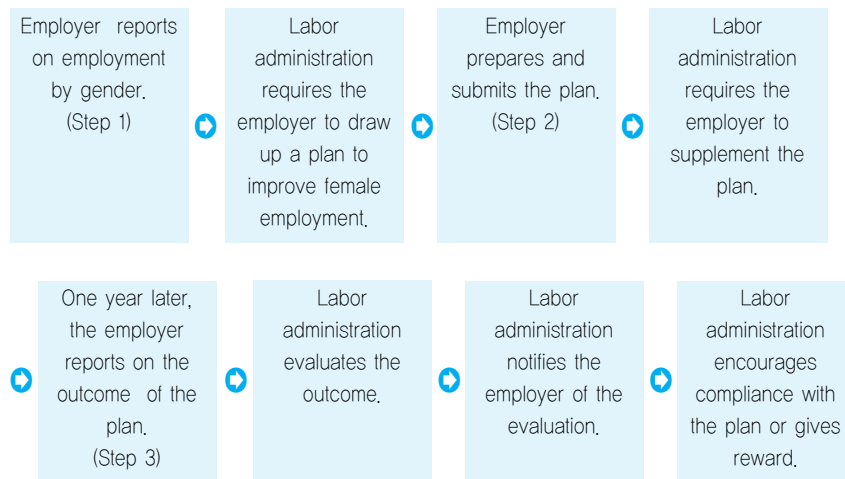 Employer reports
on employment
by gender.
(Step 1)
Labor
administration
requires the
employer to draw
up a plan to
improve female
employment.
Employer
prepares and
submits the plan.
(Step 2)
Labor
administration
requires the
employer to
supplement the
plan.
One year later,
the employer
reports on the
outcome of the
plan.
(Step 3)
Labor
administration
evaluates the
outcome.
Labor
administration
notifies the
employer of the
evaluation.
Labor
administration
encourages
compliance with
the plan or gives
reward.